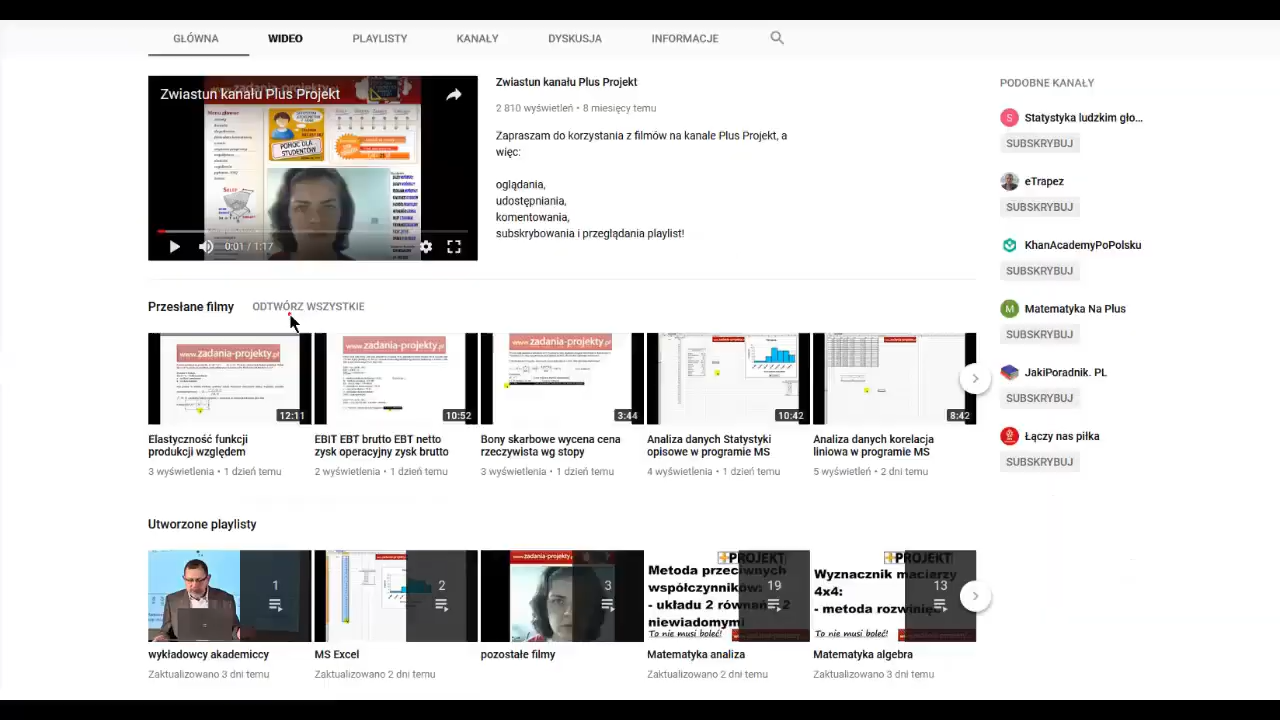 GŁÓWNA WIDEO PLAYLISTY KANAŁY DYSKUSJA INFORMACJE
Zwiastun kanału Plus Projekt
POMOC DLA
STUDENTÓW
0:01 / 1:17
Zwiastun kanału Plus Projekt
2 810 wyświetleń • 8 miesięcy temu
Zapraszam do korzystania z filmów na kanale Plus Projekt, a
więc:
oglądania,
udostępniania,
komentowania,
subskrybowania i przeglądania playlist!
PODOBNE KANAŁY
S Statystyka ludzkim gło...
SUBSKRYBUJ
eTrapez
SUBSKRYBUJ
KhanAcademyPoPolsku
SUBSKRYBUJ
M Matematyka Na Plus
SUBSKRYBUJ
JakiPoradnik. PL
SUBSKRYBUJ
Łączy nas piłka
SUBSKRYBUJ
Przesłane filmy ODTWÓRZ WSZYSTKIE
www.zadania-projekty.pl
12:11
Elastyczność funkcji
produkcji względem
3 wyświetlenia • 1 dzień temu
www.zadania-projekty.pl
10:52
EBIT EBT brutto EBT netto
zysk operacyjny zysk brutto
2 wyświetlenia • 1 dzień temu
www.zadania-projekty.pl
3:44
Bony skarbowe wycena cena
rzeczywista wg stopy
3 wyświetlenia • 1 dzień temu
10:42
Analiza danych Statystyki
opisowe w programie MS
4 wyświetlenia • 1 dzień temu
8:42
Analiza danych korelacja
liniowa w programie MS
5 wyświetleń • 2 dni temu
Utworzone playlisty
1
wykładowcy akademiccy
Zaktualizowano 3 dni temu
2
MS Excel
Zaktualizowano 2 dni temu
3
pozostałe filmy
PROJEKT
Metoda przeciwnych
współczynników
- układu 2 równań 2
niewiadomymi
To nie musi boleć!
19
Matematyka analiza
Zaktualizowano 2 dni temu
PROJEKT
Wyznacznik macierzy
4x4:
- metoda rozwinięć
To nie musi boleć!
13
Matematyka algebra
Zaktualizowano 3 dni temu